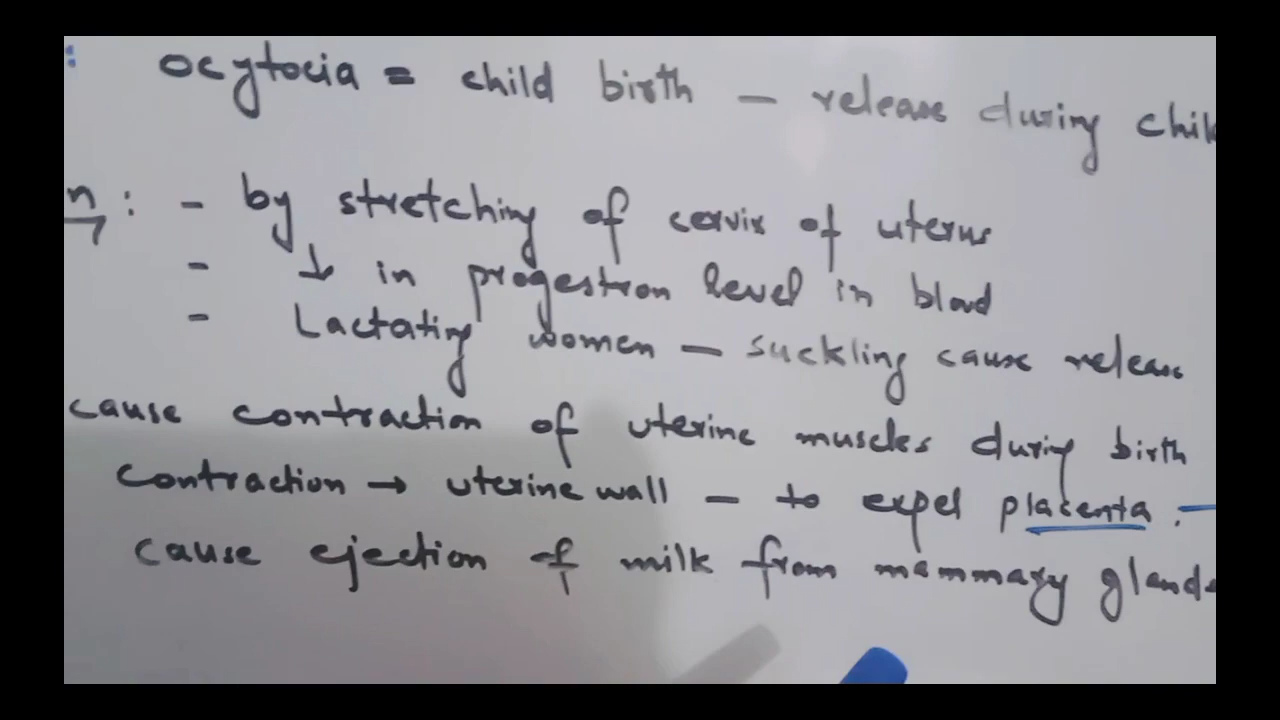 : ocytocia = child birth - release during chil
n : - by stretching of cervix of uterus
- ↓ in progestron level in blood
- Lactating women - suckling cause release
cause contraction of uterine muscles during birth
contraction → uterine wall - to expel placenta. -
cause ejection of milk from mammary glands